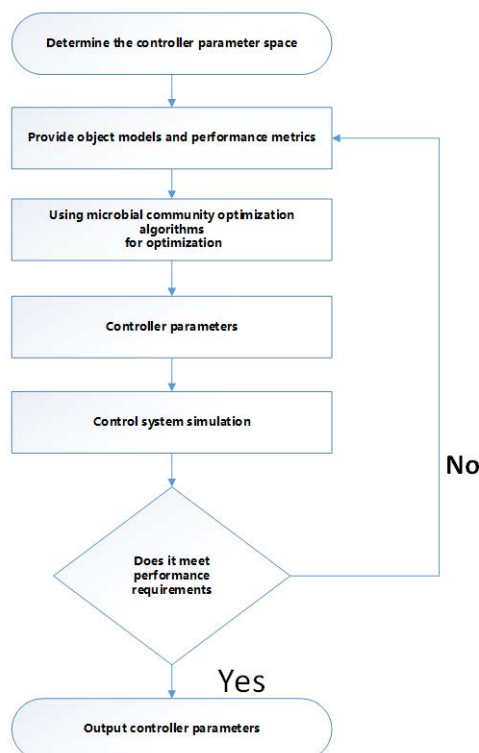 Determine the controller parameter space
Provide object models and performance metrics
Using microbial community optimization
algorithms
for optimization
Controller parameters
Control system simulation
No
Does it meet
performance
requirements
Yes
Output controller parameters